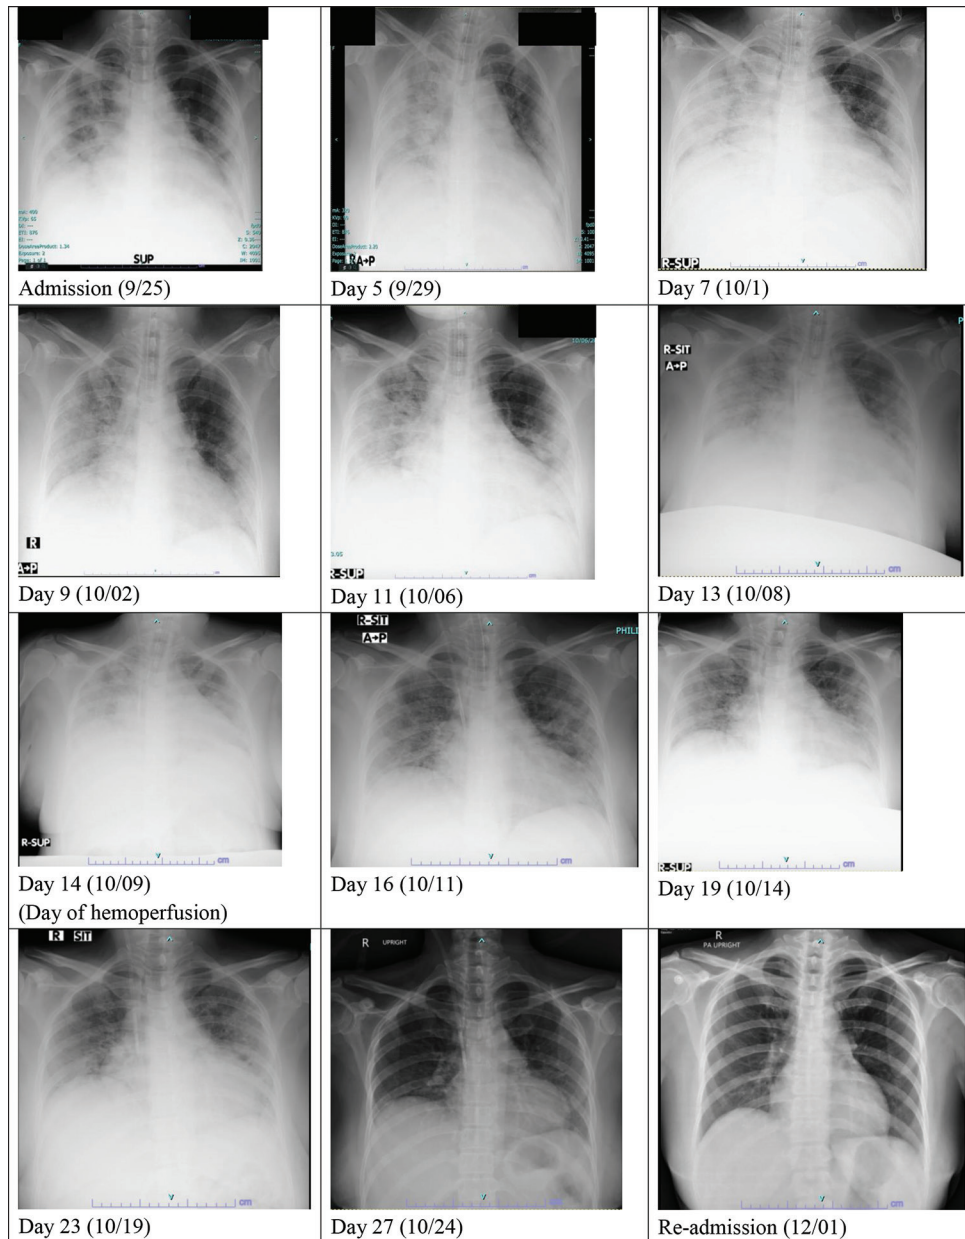 SUP
Admission (9/25)
RA→P
Day 5 (9/29)
R-SUP
Day 7 (10/1)
R
A→P
Day 9 (10/02)
R-SUP
Day 11 (10/06)
R-SIT
A→P
cm
Day 13 (10/08)
R-SUP
cm
Day 14 (10/09)
(Day of hemoperfusion)
R-SIT
A→P
PHILI
cm
Day 16 (10/11)
R-SUP
cm
Day 19 (10/14)
R SIT
cm
Day 23 (10/19)
R UPRIGHT
cm
Day 27 (10/24)
R
PA UPRIGHT
cm
Re-admission (12/01)